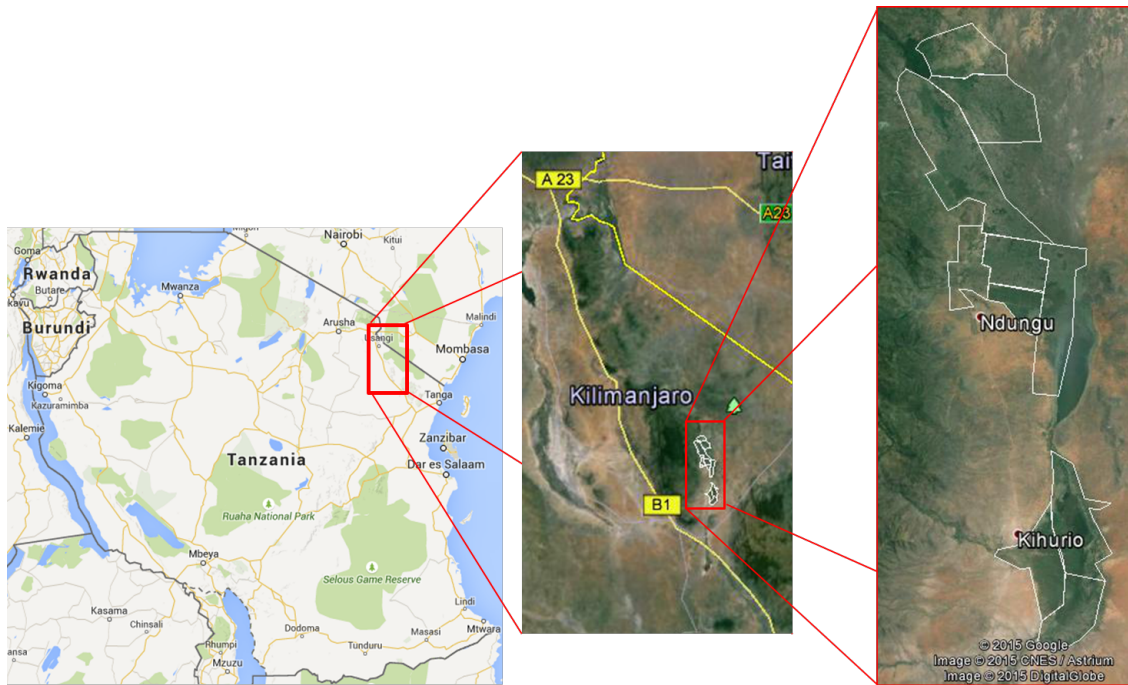 Nairobi
Kitui
Goma
Rwanda
Butare
Mwanza
Burundi
Arusha
Usangi
Malindi
Mombasa
Kigoma
Kazuramimba
Tanga
Kalemie
Zanzibar
Tanzania
Dar es Salaam
Ruaha National Park
Mbeya
Selous Game Reserve
Kasama
Chinsali
Lindi
Mtwara
Dodoma
Masasi
Rhumpi
Tunduru
Mzuzu
A 23
A23
Kilimanjaro
B1
Ndungu
Kihurio
© 2015 Google
Image © 2015 CNES / Astrium
Image © 2015 DigitalGlobe